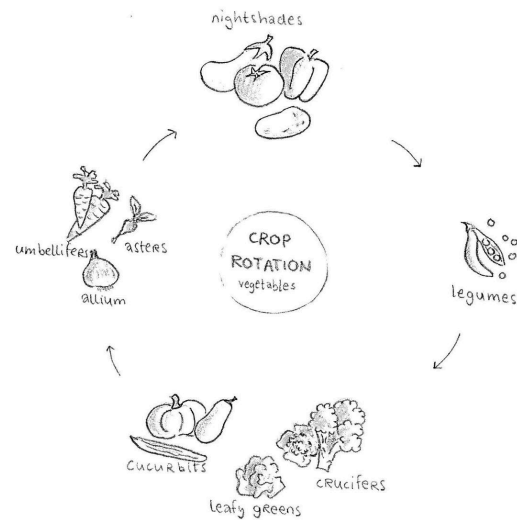 nightshades
CROP
ROTATION
vegetables
umbellifers
asters
allium
legumes
cucurbits
crucifers
leafy greens